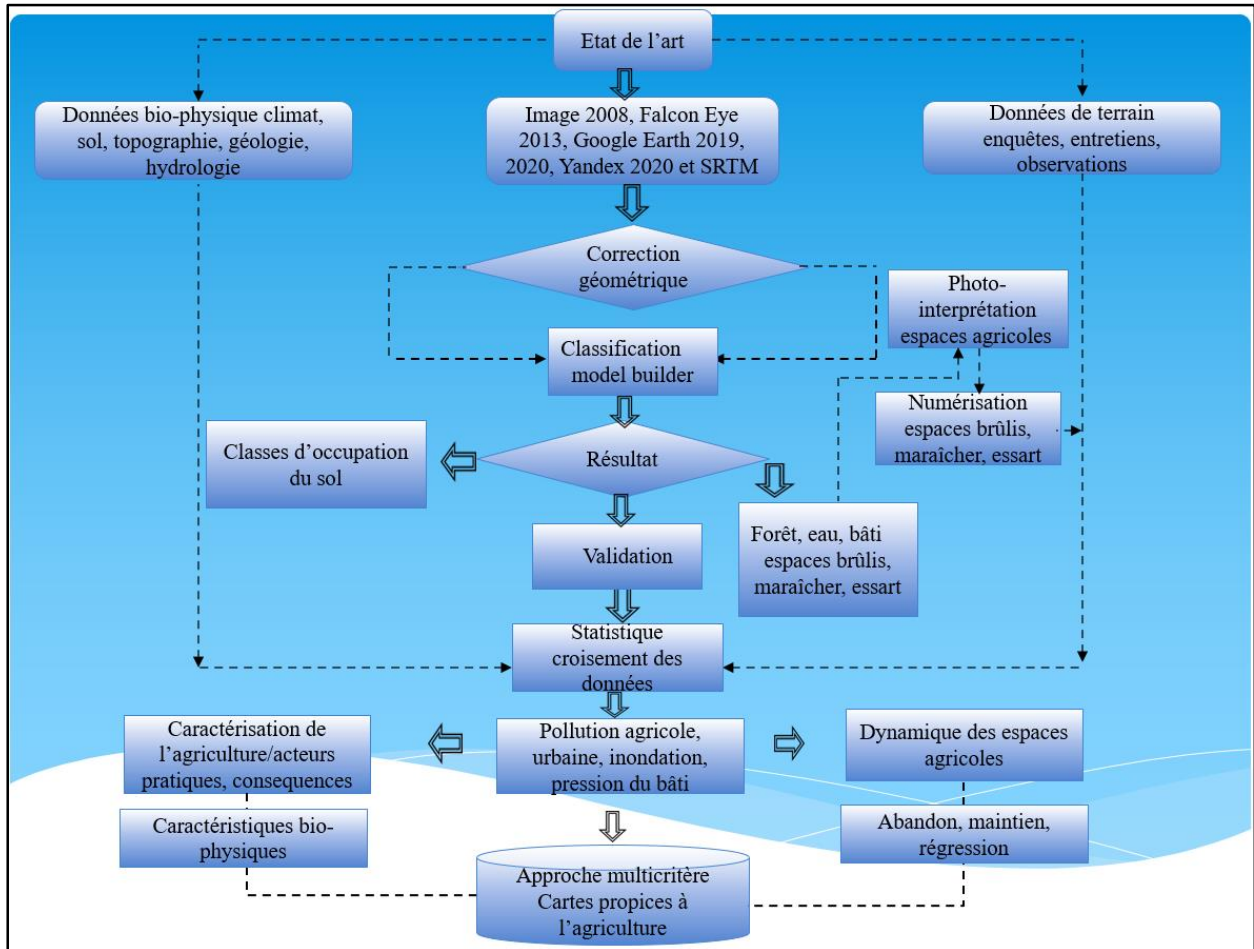 Etat de l'art
Données bio-physique climat,
sol, topographie, géologie,
hydrologie
Image 2008, Falcon Eye
2013, Google Earth 2019,
2020, Yandex 2020 et SRTM
Données de terrain
enquêtes, entretiens,
observations
Correction
géométrique
Photo-
interprétation
espaces agricoles
Classification
model builder
Numérisation
espaces brûlis,
maraîcher, essart
Classes d'occupation
du sol
Résultat
Forêt, eau, bâti
espaces brûlis,
maraîcher, essart
Validation
Statistique
croisement des
données
Caractérisation de
l'agriculture/acteurs
pratiques, consequences
Pollution agricole,
urbaine, inondation,
pression du bâti
Dynamique des espaces
agricoles
Caractéristiques bio-
physiques
Abandon, maintien,
régression
Approche multicritère
Cartes propices à
l'agriculture